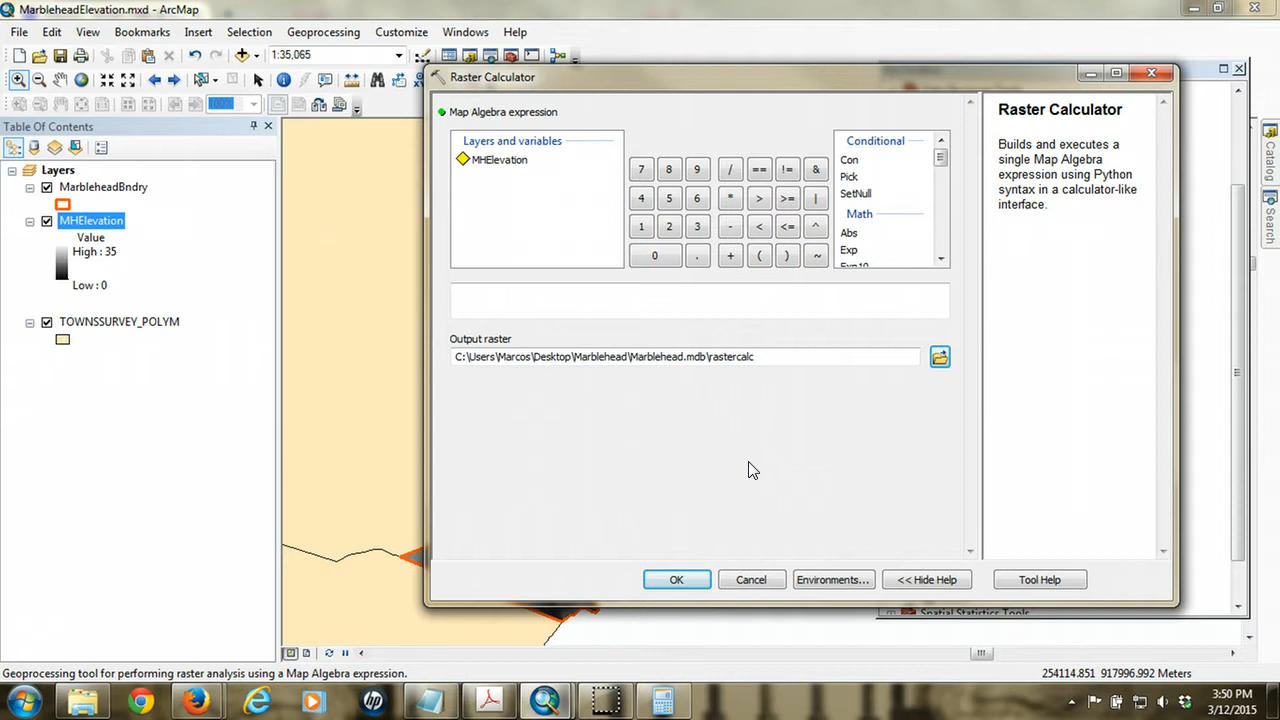 MarbleheadElevation.mxd - ArcMap
File Edit View Bookmarks Insert Selection Geoprocessing Customize Windows Help
1:35,065
100%
Table Of Contents
Layers
MarbleheadBndry
MHElevation
Value
High : 35
Low : 0
TOWNSSURVEY_POLYM
Raster Calculator
Map Algebra expression
Layers and variables
MHElevation
7 8 9 / == != &
4 5 6 * > >= |
1 2 3 - < <= ^
0 . + ( ) ~
Conditional
Con
Pick
SetNull
Math
Abs
Exp
Exp10
Output raster
C:\Users\Marcos\Desktop\Marblehead\Marblehead.mdb\rastercalc
OK Cancel Environments... << Hide Help Tool Help
Raster Calculator
Builds and executes a
single Map Algebra
expression using Python
syntax in a calculator-like
interface.
Catalog
Search
Spatial Statistics Tools
Geoprocessing tool for performing raster analysis using a Map Algebra expression.
254114.851 917996.992 Meters
3:50 PM
3/12/2015